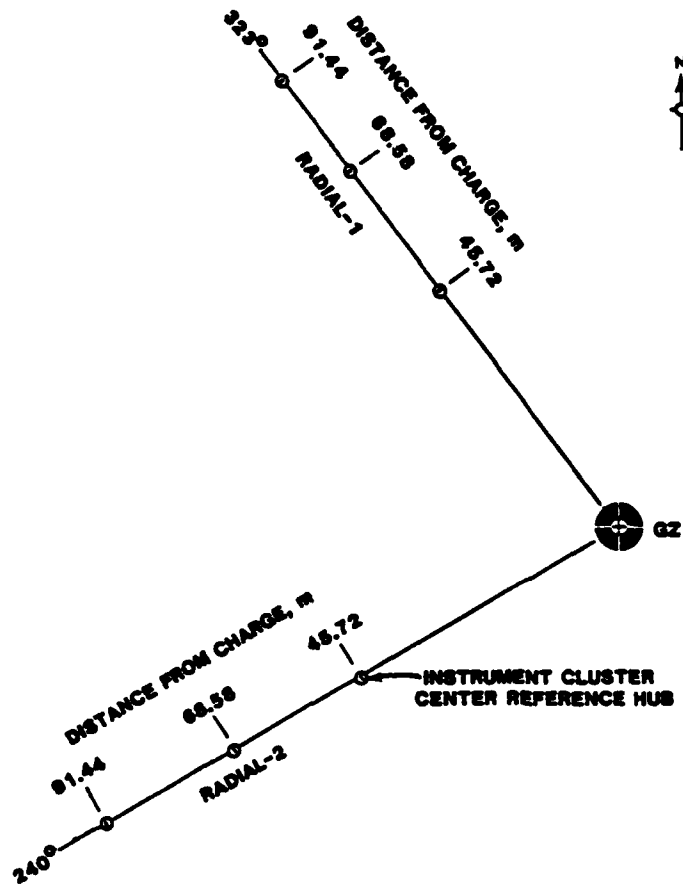 323°
91.44
DISTANCE FROM CHARGE, m
N
68.58
RADIAL-1
45.72
GZ
45.72
DISTANCE FROM CHARGE, m
INSTRUMENT CLUSTER
CENTER REFERENCE HUB
68.58
RADIAL-2
91.44
240°